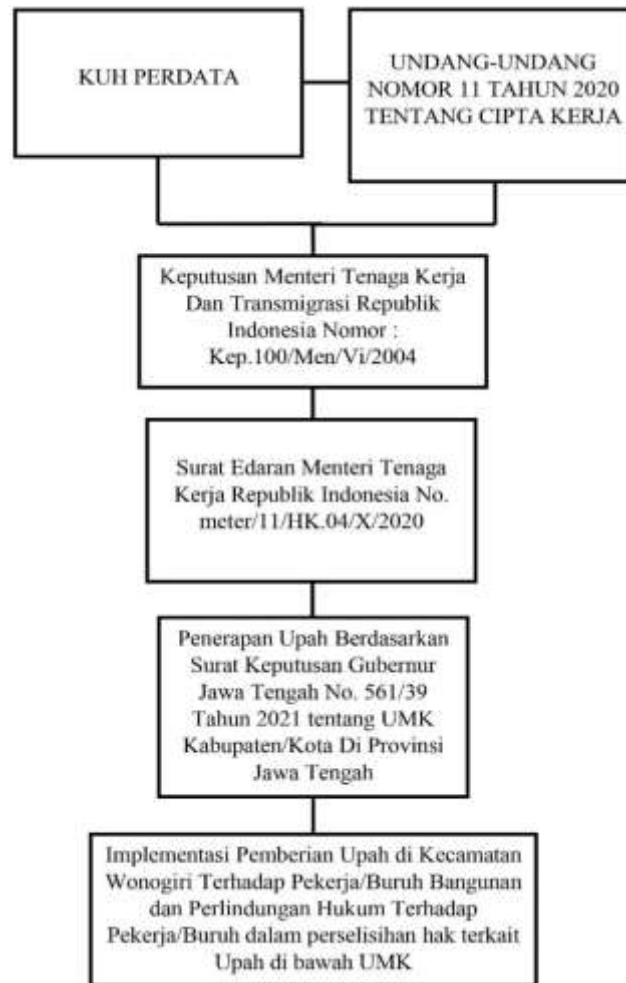 KUH PERDATA
UNDANG-UNDANG
NOMOR 11 TAHUN 2020
TENTANG CIPTA KERJA
Keputusan Menteri Tenaga Kerja
Dan Transmigrasi Republik
Indonesia Nomor :
Kep.100/Men/Vi/2004
Surat Edaran Menteri Tenaga
Kerja Republik Indonesia No.
meter/11/HK.04/X/2020
Penerapan Upah Berdasarkan
Surat Keputusan Gubernur
Jawa Tengah No. 561/39
Tahun 2021 tentang UMK
Kabupaten/Kota Di Provinsi
Jawa Tengah
Implementasi Pemberian Upah di Kecamatan
Wonogiri Terhadap Pekerja/Buruh Bangunan
dan Perlindungan Hukum Terhadap
Pekerja/Buruh dalam perselisihan hak terkait
Upah di bawah UMK